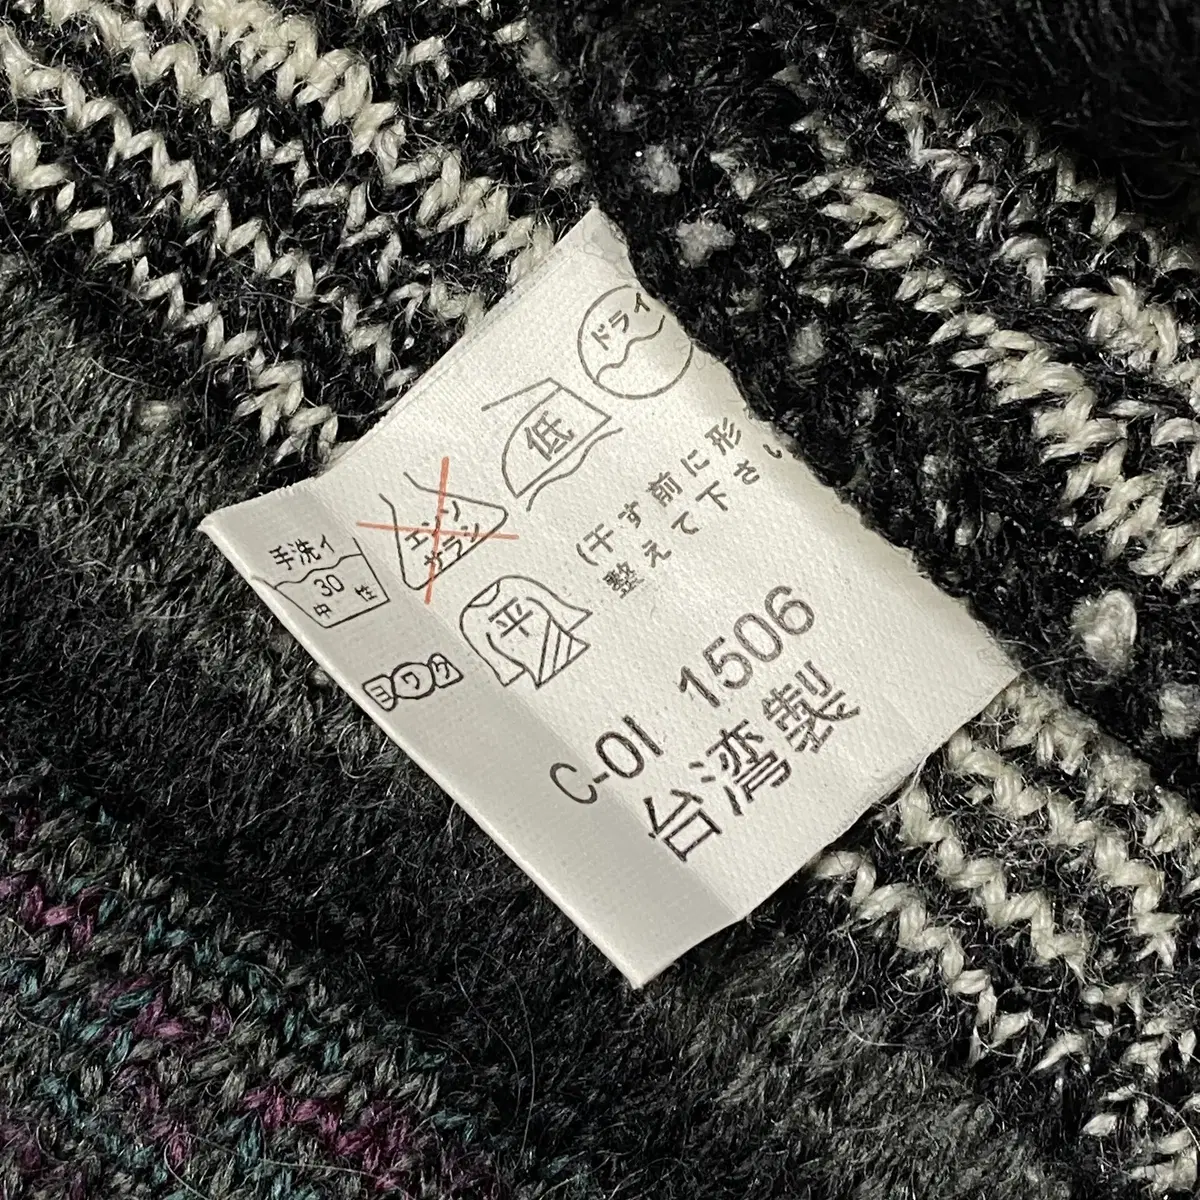 手洗イ
30
中性
エンソ
サラシ
低
ドライ
ヨワク
平
(干す前に形
整えて下さい
C-01 1506
台湾製